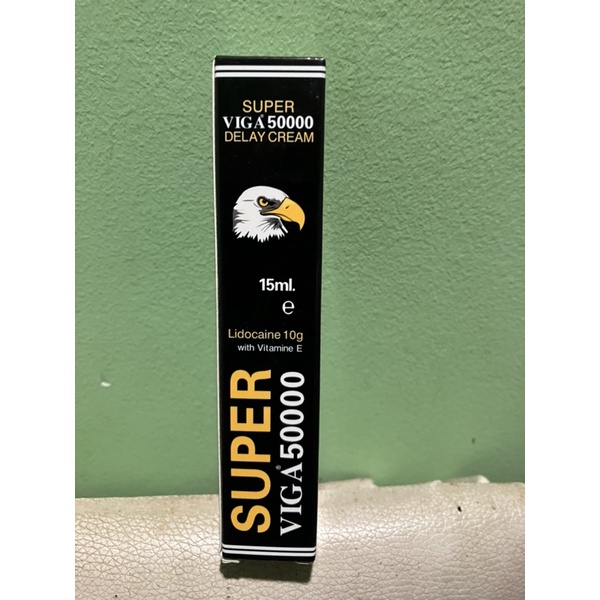 SUPER
VIGA® 50000
DELAY CREAM
15ml.
e
Lidocaine 10g
with Vitamine E
SUPER
VIGA® 50000